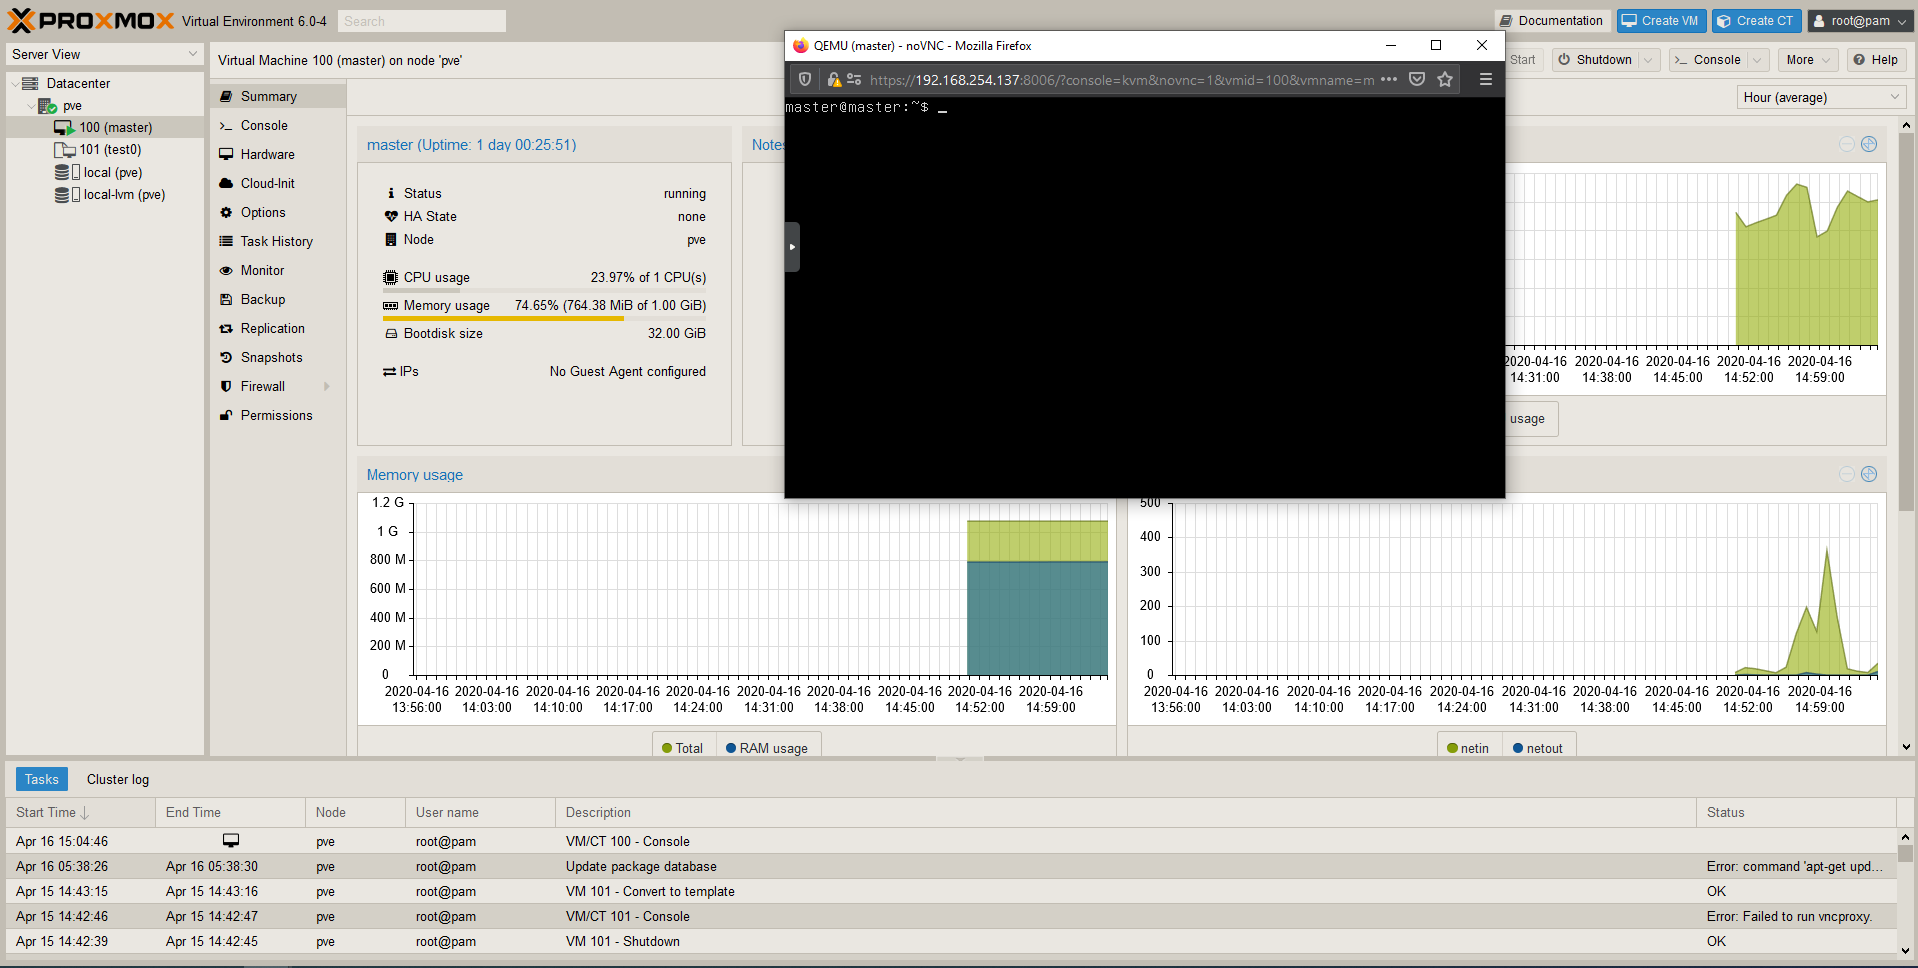 PROXMOX Virtual Environment 6.0-4 Search Documentation Create VM Create CT root@pam
Server View
Datacenter
pve
100 (master)
101 (test0)
local (pve)
local-lvm (pve)
Virtual Machine 100 (master) on node 'pve' Start Shutdown Console More Help
Hour (average)
Summary
Console
Hardware
Cloud-Init
Options
Task History
Monitor
Backup
Replication
Snapshots
Firewall
Permissions
master (Uptime: 1 day 00:25:51)
Status running
HA State none
Node pve
CPU usage 23.97% of 1 CPU(s)
Memory usage 74.65% (764.38 MiB of 1.00 GiB)
Bootdisk size 32.00 GiB
IPs No Guest Agent configured
Notes
QEMU (master) - noVNC - Mozilla Firefox
https://192.168.254.137:8006/?console=kvm&novnc=1&vmid=100&vmname=m
master@master:~$ _
2020-04-16 2020-04-16 2020-04-16 2020-04-16 2020-04-16
14:31:00 14:38:00 14:45:00 14:52:00 14:59:00
usage
Memory usage
1.2 G
1 G
800 M
600 M
400 M
200 M
0
2020-04-16 2020-04-16 2020-04-16 2020-04-16 2020-04-16 2020-04-16 2020-04-16 2020-04-16 2020-04-16 2020-04-16
13:56:00 14:03:00 14:10:00 14:17:00 14:24:00 14:31:00 14:38:00 14:45:00 14:52:00 14:59:00
Total RAM usage
500
400
300
200
100
0
2020-04-16 2020-04-16 2020-04-16 2020-04-16 2020-04-16 2020-04-16 2020-04-16 2020-04-16 2020-04-16 2020-04-16
13:56:00 14:03:00 14:10:00 14:17:00 14:24:00 14:31:00 14:38:00 14:45:00 14:52:00 14:59:00
netin netout
Tasks Cluster log
Start Time End Time Node User name Description Status
Apr 16 15:04:46 pve root@pam VM/CT 100 - Console
Apr 16 05:38:26 Apr 16 05:38:30 pve root@pam Update package database Error: command 'apt-get upd...
Apr 15 14:43:15 Apr 15 14:43:16 pve root@pam VM 101 - Convert to template OK
Apr 15 14:42:46 Apr 15 14:42:47 pve root@pam VM/CT 101 - Console Error: Failed to run vncproxy.
Apr 15 14:42:39 Apr 15 14:42:45 pve root@pam VM 101 - Shutdown OK